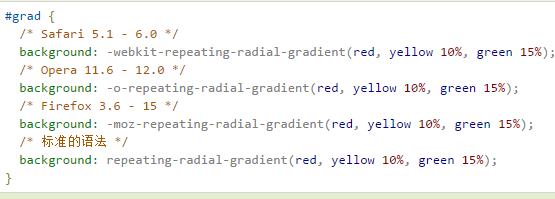 #grad {
  /* Safari 5.1 - 6.0 */
  background: -webkit-repeating-radial-gradient(red, yellow 10%, green 15%);
  /* Opera 11.6 - 12.0 */
  background: -o-repeating-radial-gradient(red, yellow 10%, green 15%);
  /* Firefox 3.6 - 15 */
  background: -moz-repeating-radial-gradient(red, yellow 10%, green 15%);
  /* 标准的语法 */
  background: repeating-radial-gradient(red, yellow 10%, green 15%);
}